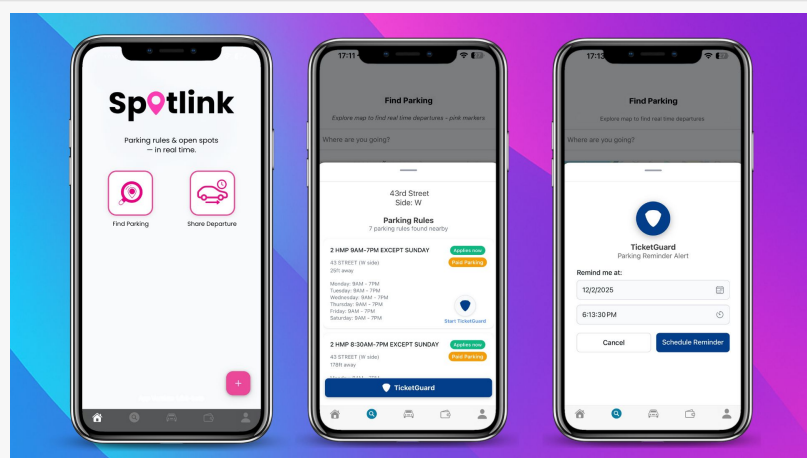 Spotlink
Parking rules & open spots
— in real time.
Find Parking
Share Departure
+
17:11
Find Parking
Explore map to find real time departures - pink markers
Where are you going?
43rd Street
Side: W
Parking Rules
7 parking rules found nearby
2 HMP 9AM-7PM EXCEPT SUNDAY
Applies now
43 STREET (W side)
Paid Parking
25ft away
Monday: 9AM - 7PM
Tuesday: 9AM - 7PM
Wednesday: 9AM - 7PM
Thursday: 9AM - 7PM
Friday: 9AM - 7PM
Saturday: 9AM - 7PM
Start TicketGuard
2 HMP 8:30AM-7PM EXCEPT SUNDAY
Applies now
43 STREET (W side)
Paid Parking
178ft away
TicketGuard
17:13
Find Parking
Explore map to find real time departures
Where are you going?
TicketGuard
Parking Reminder Alert
Remind me at:
12/2/2025
6:13:30 PM
Cancel
Schedule Reminder